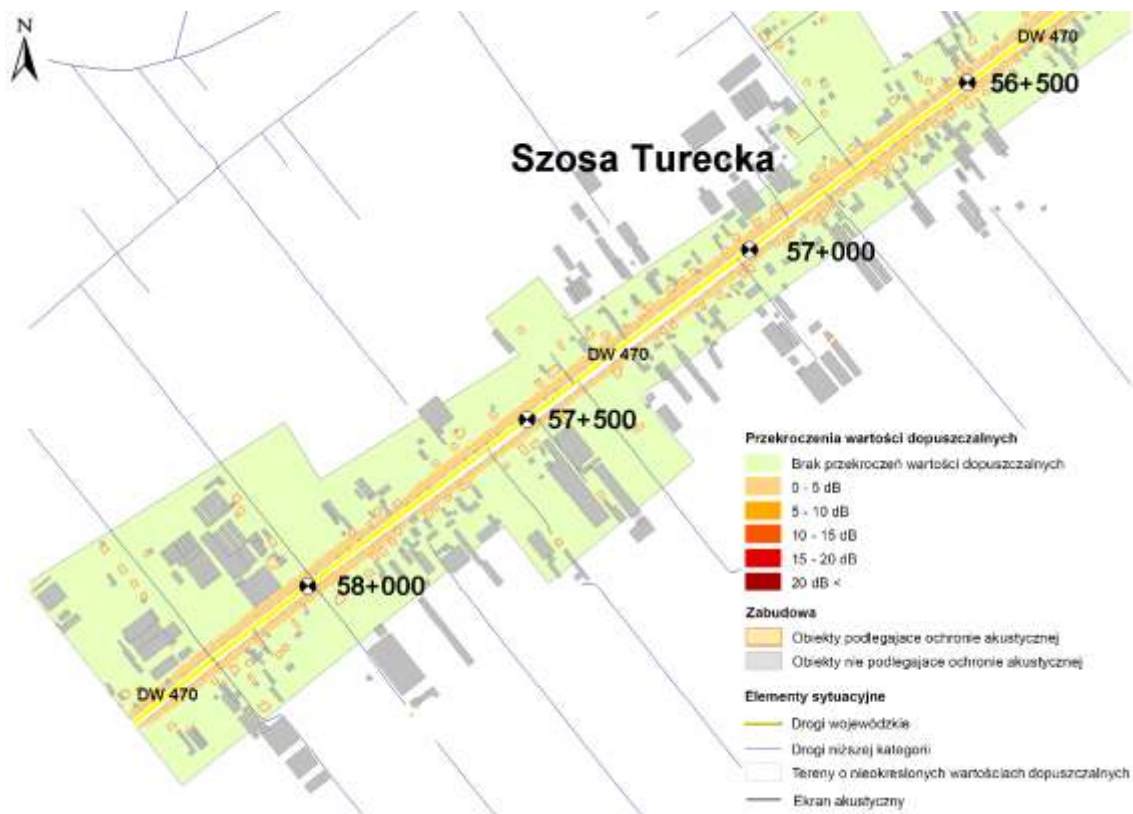 N
DW 470
56+500
Szosa Turecka
57+000
DW 470
57+500
58+000
DW 470
Przekroczenia wartości dopuszczalnych
Brak przekroczeń wartości dopuszczalnych
0 - 5 dB
5 - 10 dB
10 - 15 dB
15 - 20 dB
20 dB <
Zabudowa
Obiekty podlegajace ochronie akustycznej
Obiekty nie podlegajace ochronie akustycznej
Elementy sytuacyjne
Drogi wojewódzkie
Drogi niższej kategorii
Tereny o nieokreslonych wartościach dopuszczalnych
Ekran akustyczny